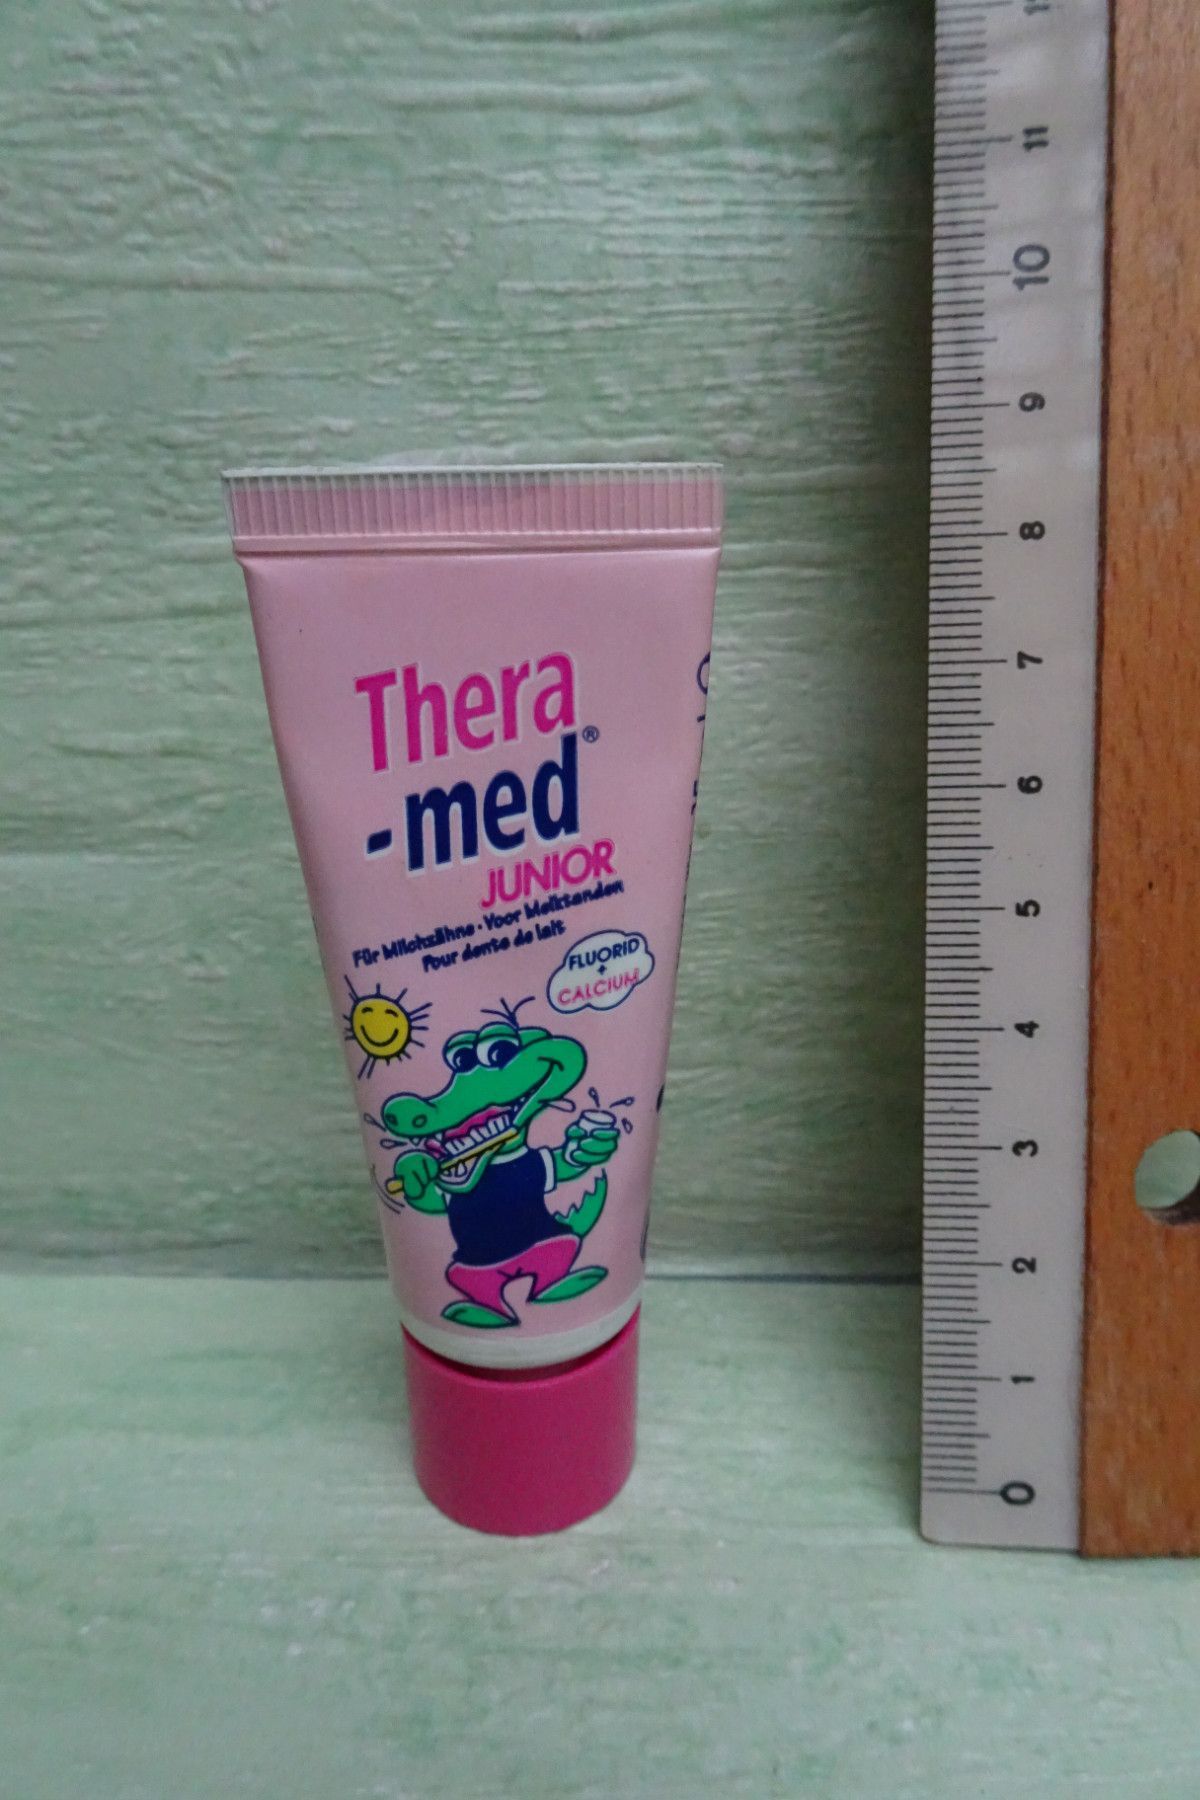 Thera
-med®
JUNIOR
Für Milchzähne · Voor Melktanden
Pour dents de lait
FLUORID
+
CALCIUM
11
10
9
8
7
6
5
4
3
2
1
0